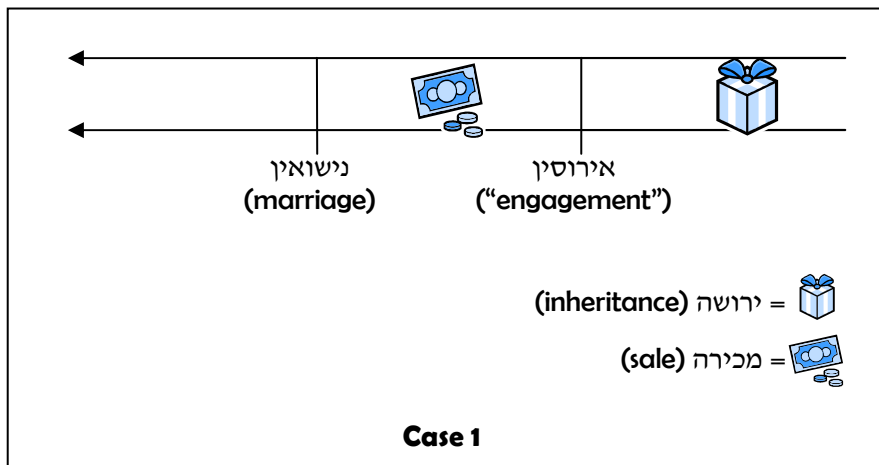 אירוסין
("engagement")
נישואין
(marriage)
= ירושה (inheritance)
= מכירה (sale)
Case 1